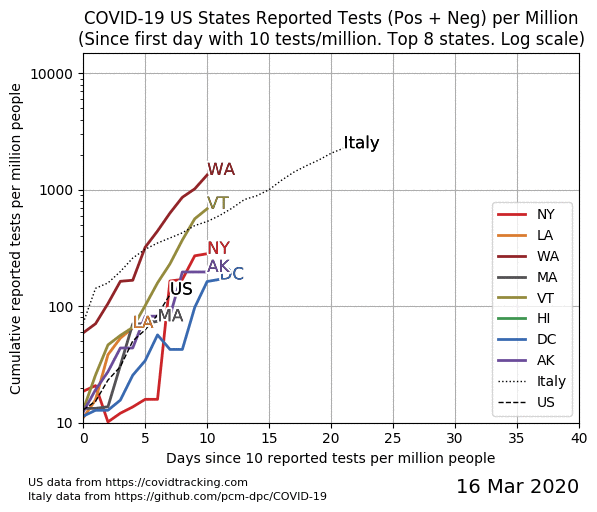 COVID-19 US States Reported Tests (Pos + Neg) per Million
(Since first day with 10 tests/million. Top 8 states. Log scale)
Cumulative reported tests per million people
10000
1000
100
10
Italy
WA
VT
NY
AK
DC
US
LA
MA
NY
LA
WA
MA
VT
HI
DC
AK
Italy
US
0 5 10 15 20 25 30 35 40
Days since 10 reported tests per million people
US data from https://covidtracking.com
Italy data from https://github.com/pcm-dpc/COVID-19
16 Mar 2020